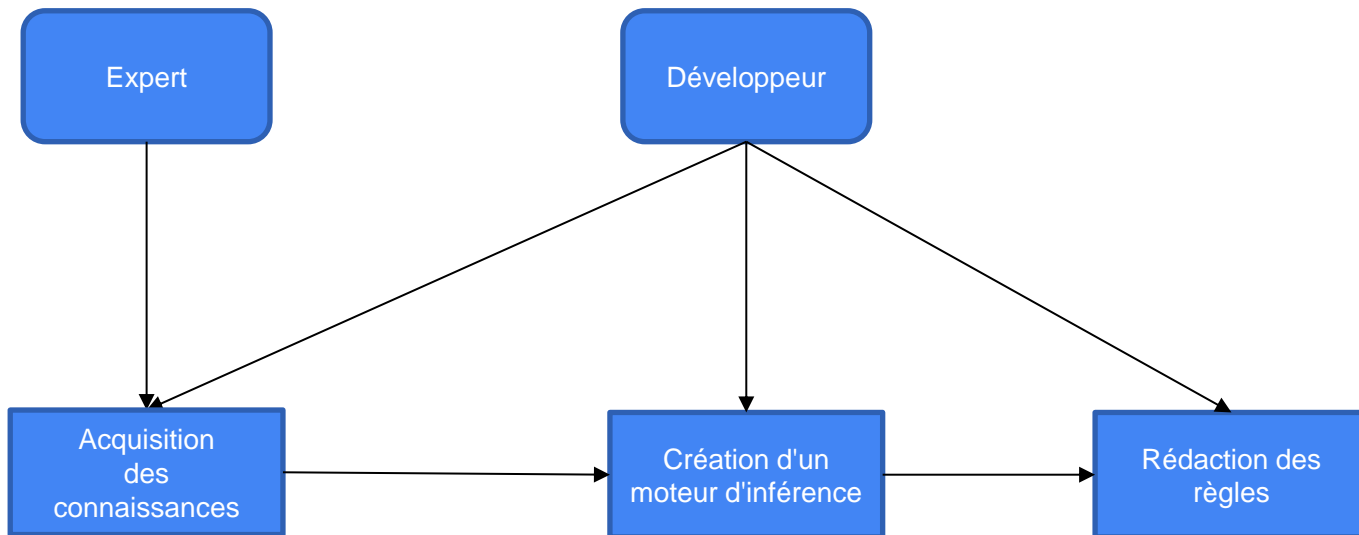 Expert
Développeur
Acquisition
des
connaissances
Création d'un
moteur d'inférence
Rédaction des
règles